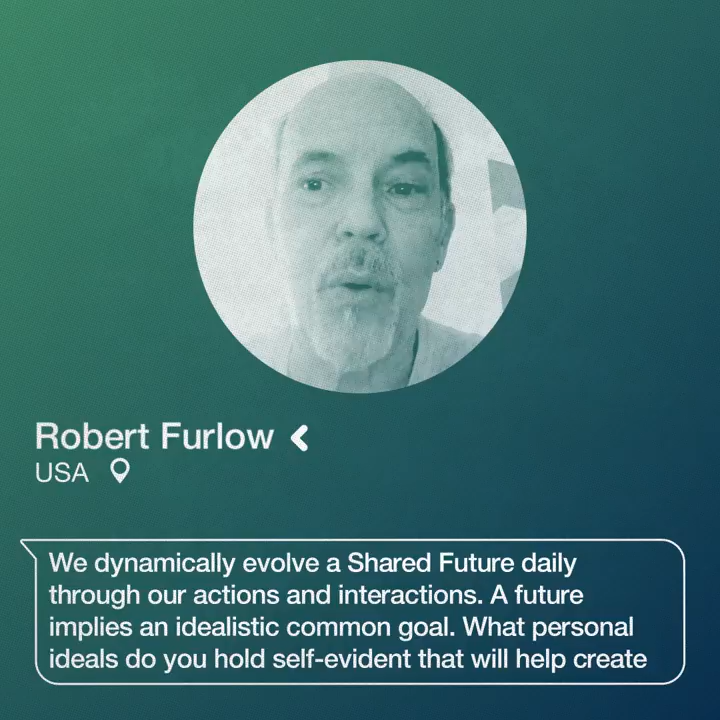 Robert Furlow
USA
We dynamically evolve a Shared Future daily
through our actions and interactions. A future
implies an idealistic common goal. What personal
ideals do you hold self-evident that will help create